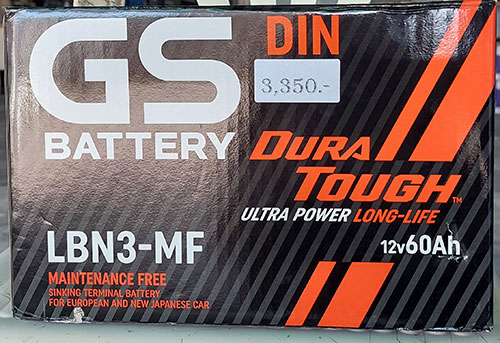 GS
BATTERY
DIN
3,350.-
DURA
TOUGH™
ULTRA POWER LONG-LIFE
12V60Ah
LBN3-MF
MAINTENANCE FREE
SINKING TERMINAL BATTERY
FOR EUROPEAN AND NEW JAPANESE CAR